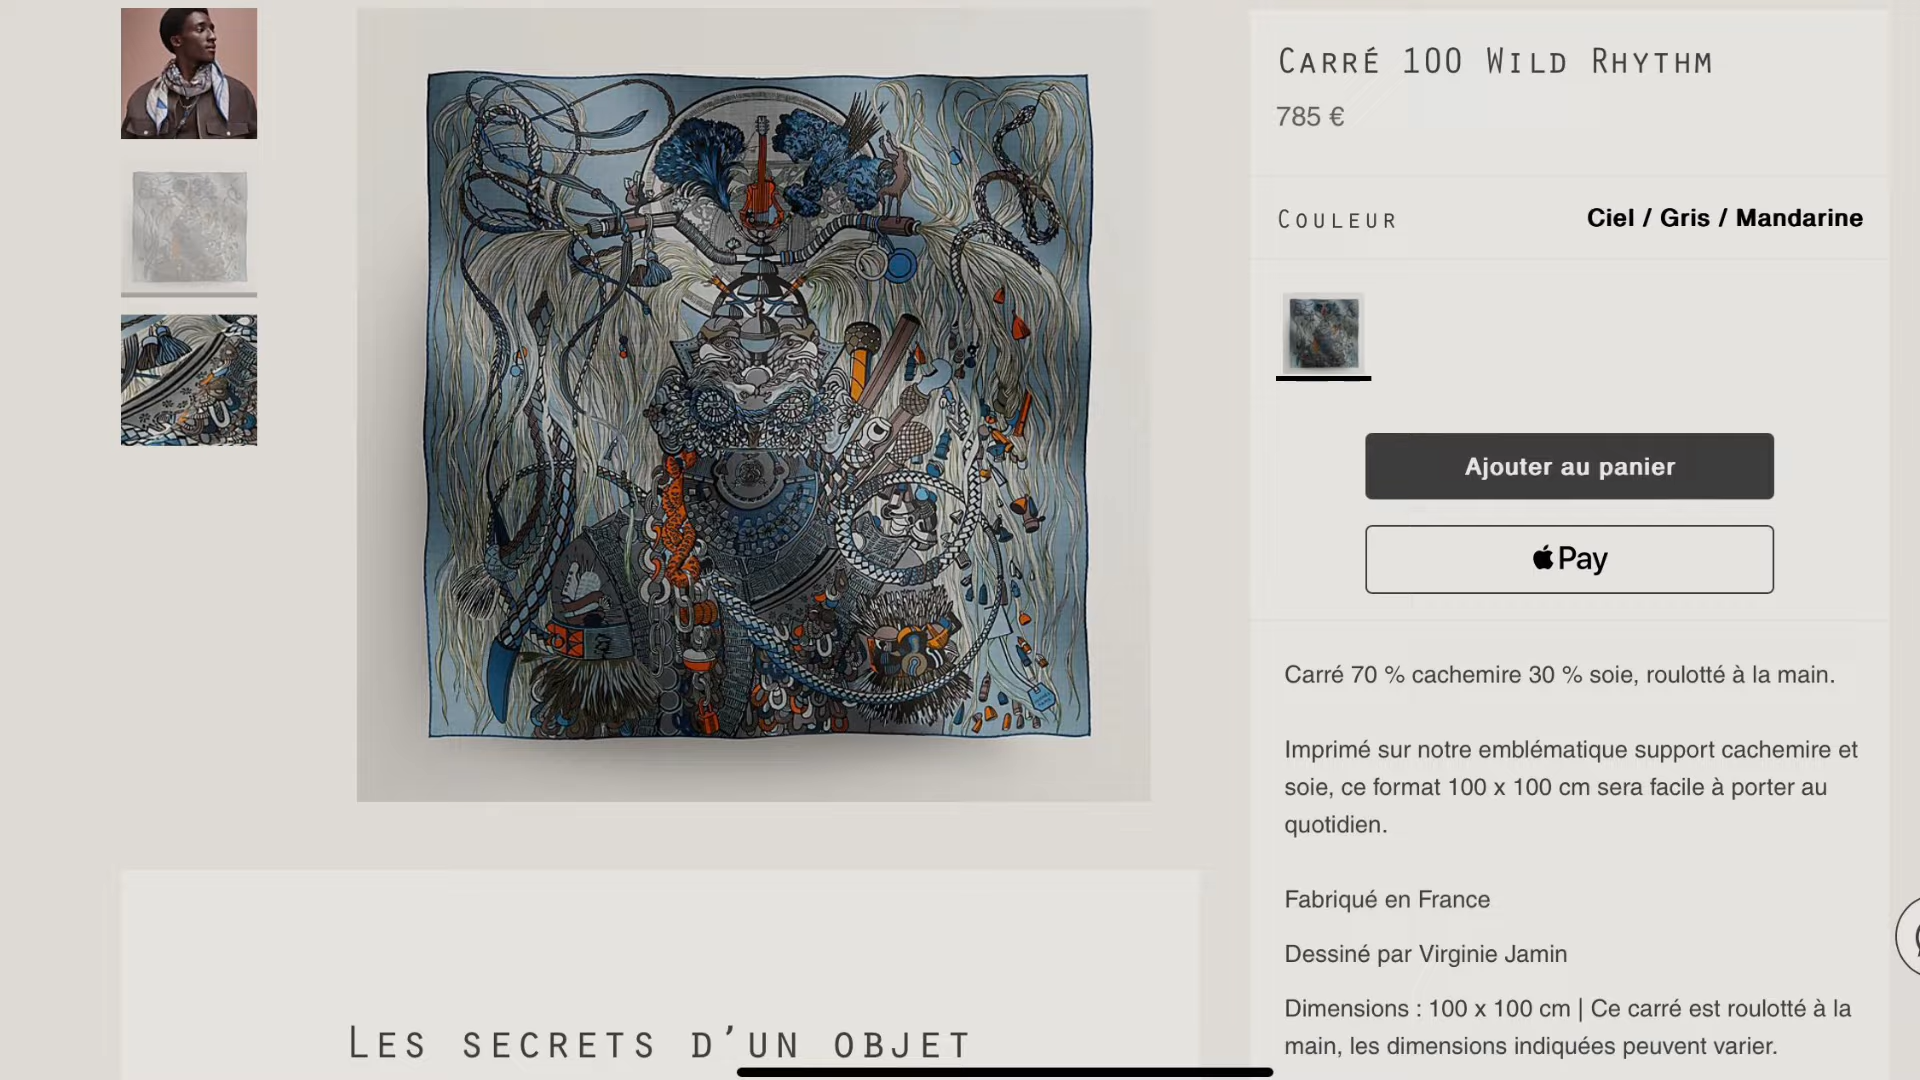 Carré 100 Wild Rhythm
785 €
Couleur
Ciel / Gris / Mandarine
Ajouter au panier
Pay
Carré 70 % cachemire 30 % soie, roulotté à la main.
Imprimé sur notre emblématique support cachemire et
soie, ce format 100 x 100 cm sera facile à porter au
quotidien.
Fabriqué en France
Dessiné par Virginie Jamin
Dimensions : 100 x 100 cm | Ce carré est roulotté à la
main, les dimensions indiquées peuvent varier.
Les secrets d’un objet